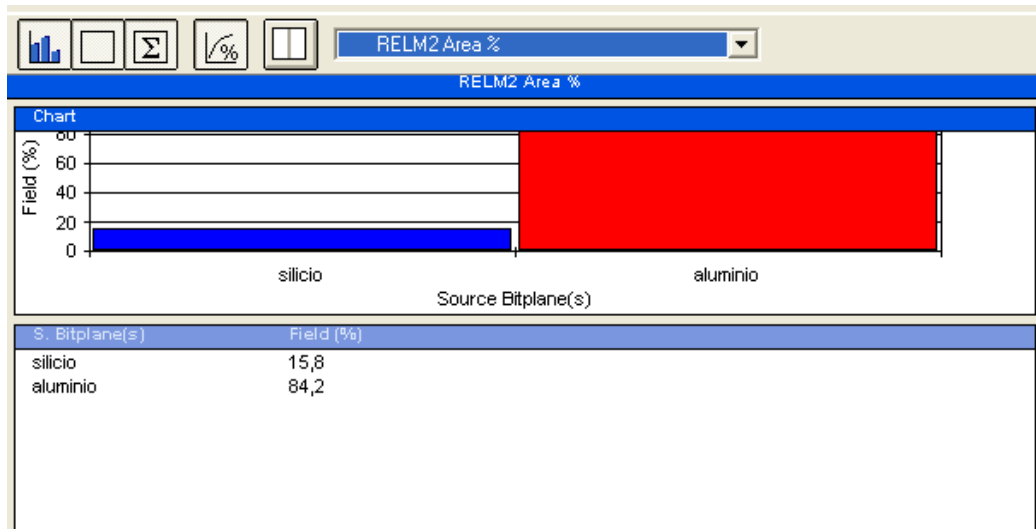 Σ
%
RELM2 Area %
RELM2 Area %
Chart
Field (%)
80
60
40
20
0
silicio aluminio
Source Bitplane(s)
S. Bitplane(s) Field (%)
silicio 15,8
aluminio 84,2